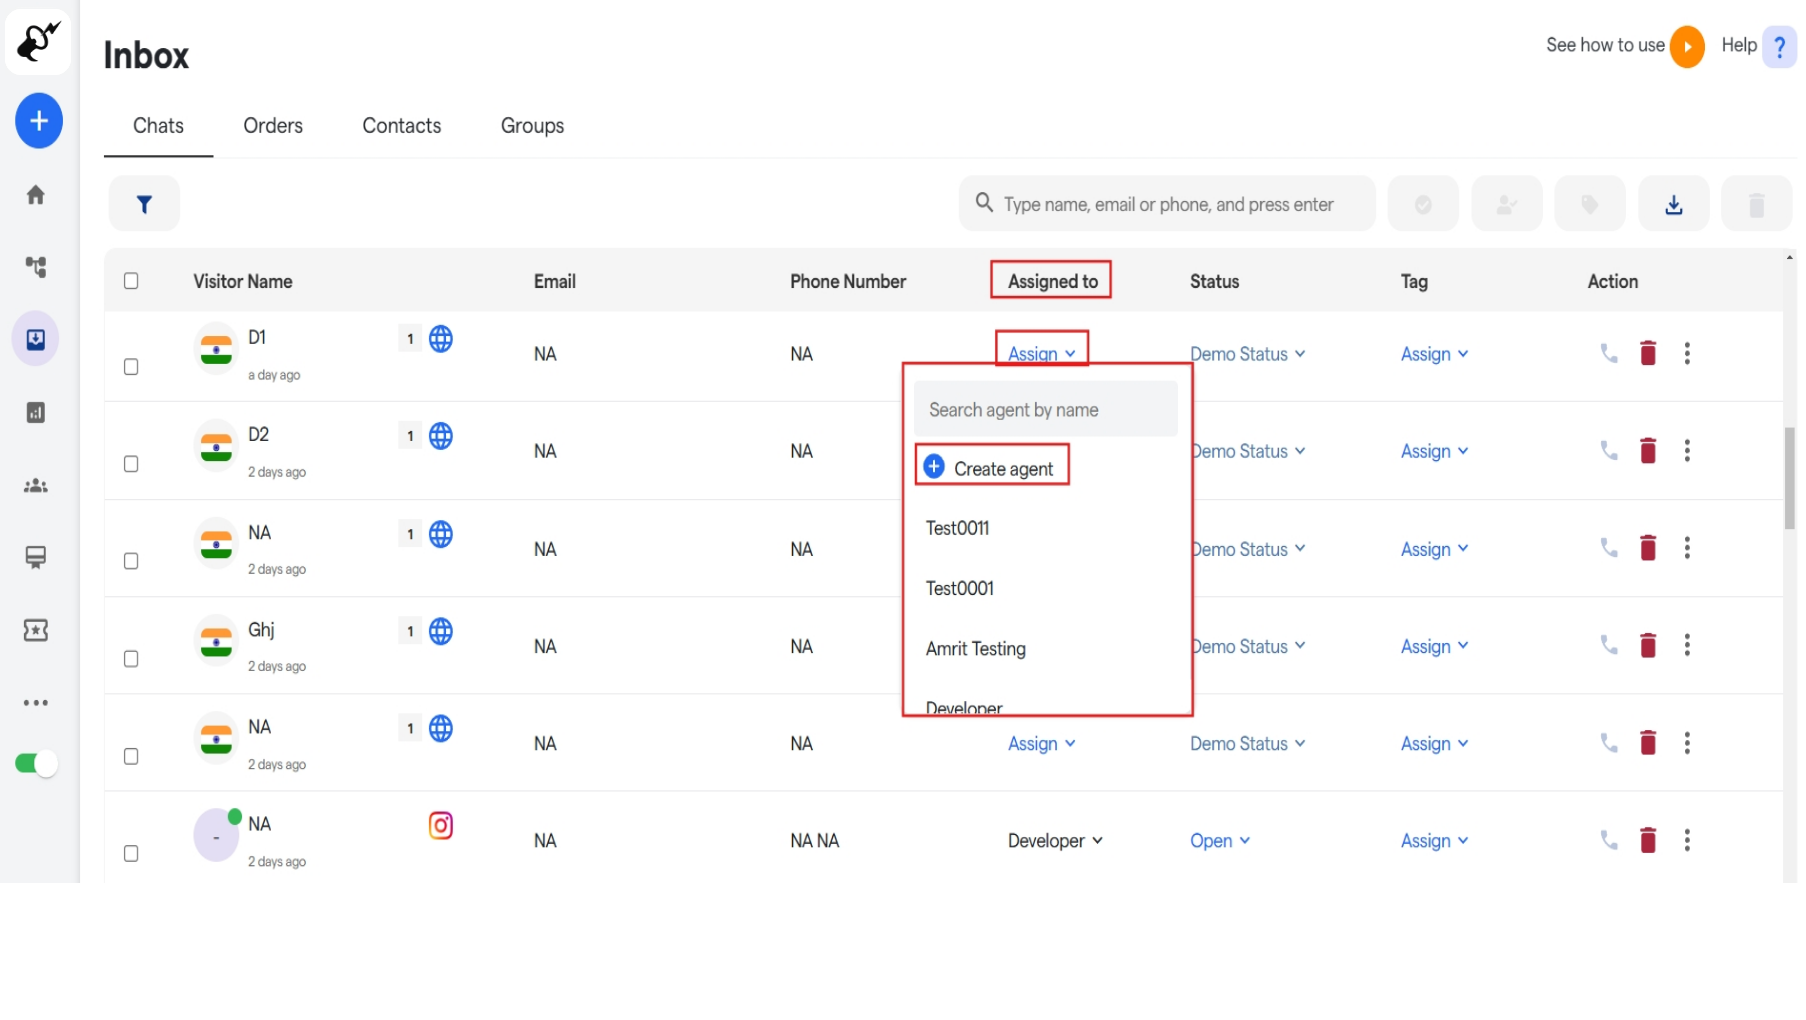 Inbox
See how to use
Help ?
Chats Orders Contacts Groups
Type name, email or phone, and press enter
Visitor Name Email Phone Number Assigned to Status Tag Action
D1 1 NA NA Assign Demo Status Assign
a day ago
Search agent by name
D2 1 NA NA Demo Status Assign
2 days ago
Create agent
Test0011
NA 1 NA NA Demo Status Assign
2 days ago
Test0001
Ghj 1 NA NA Demo Status Assign
2 days ago
Amrit Testing
Developer
NA 1 NA NA Assign Demo Status Assign
2 days ago
- NA NA NA NA Developer Open Assign
2 days ago